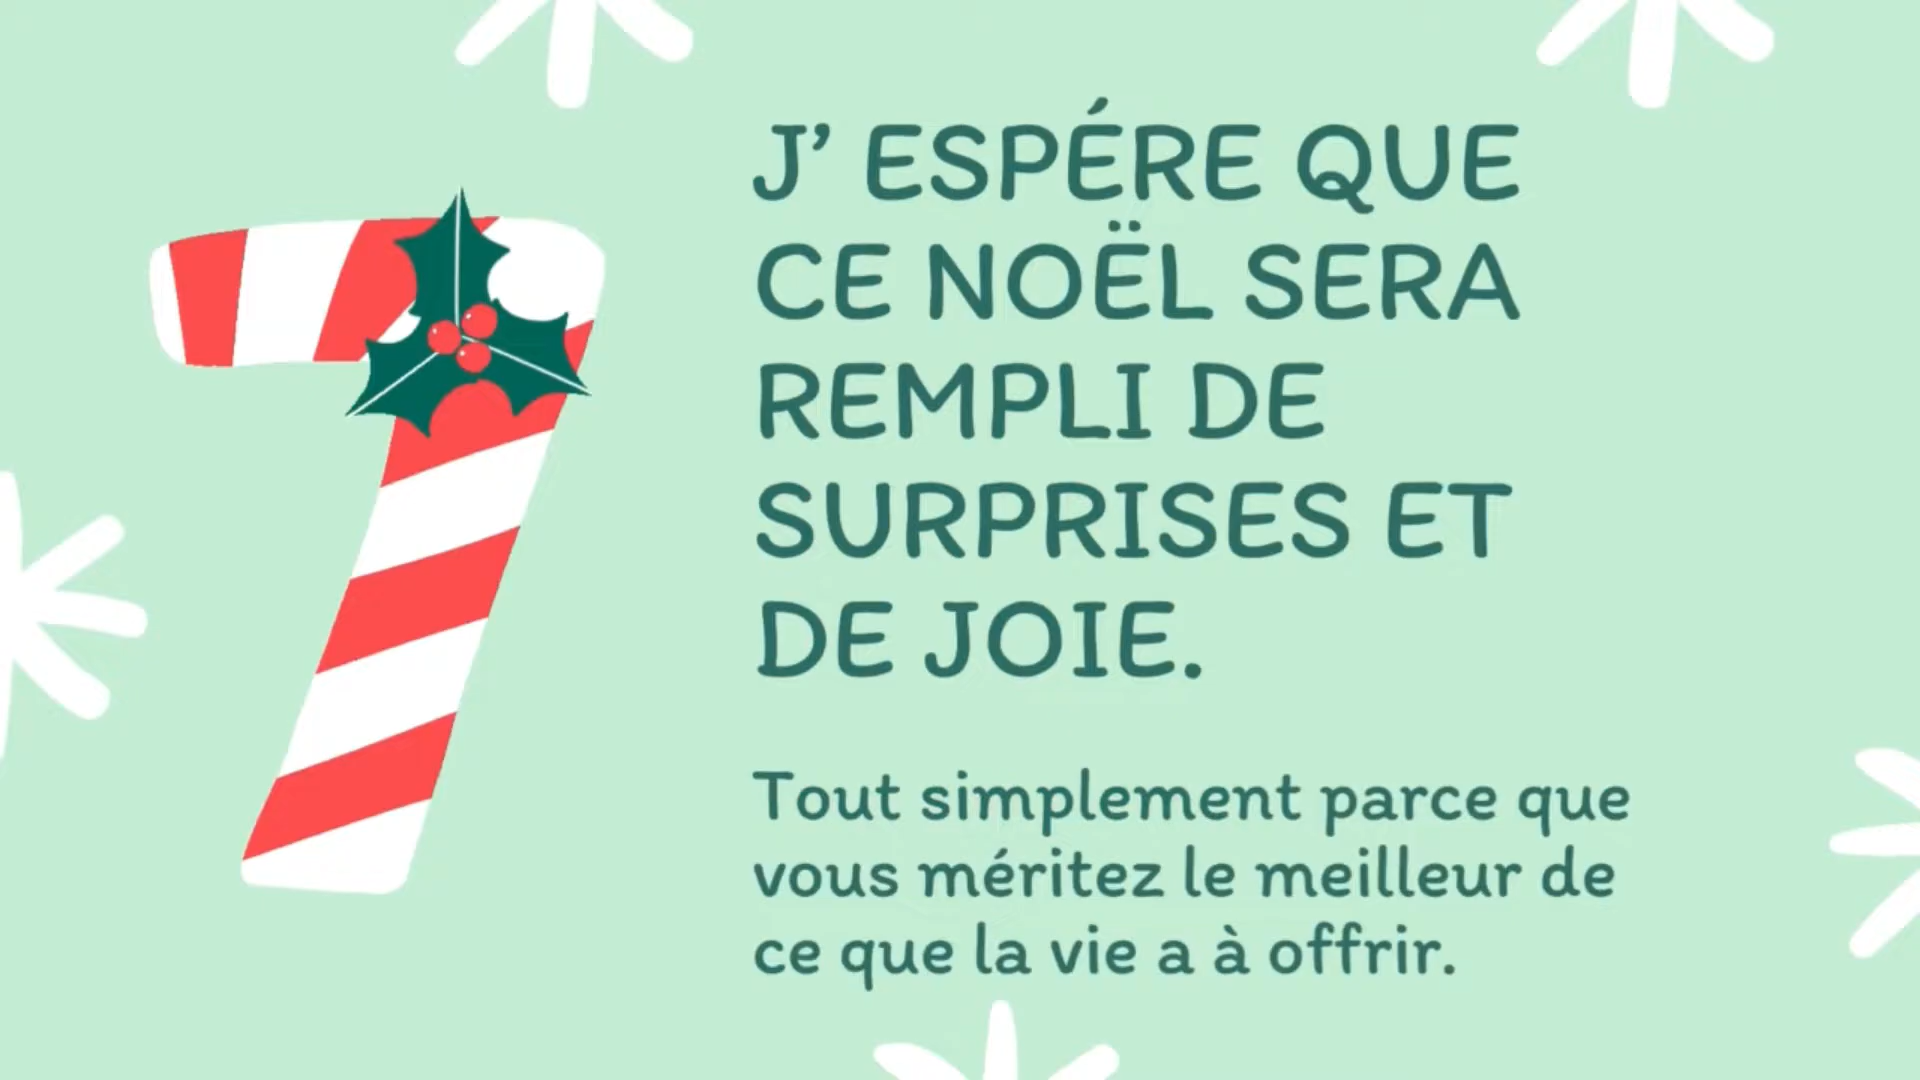 7
J’ ESPÉRE QUE
CE NOËL SERA
REMPLI DE
SURPRISES ET
DE JOIE.
Tout simplement parce que
vous méritez le meilleur de
ce que la vie a à offrir.